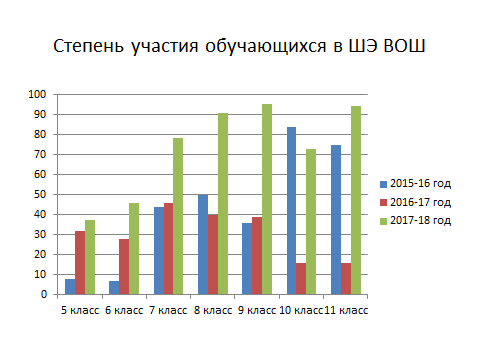 Степень участия обучающихся в ШЭ ВОШ
100
90
80
70
60
50
40
30
20
10
0
5 класс 6 класс 7 класс 8 класс 9 класс 10 класс 11 класс
2015-16 год
2016-17 год
2017-18 год